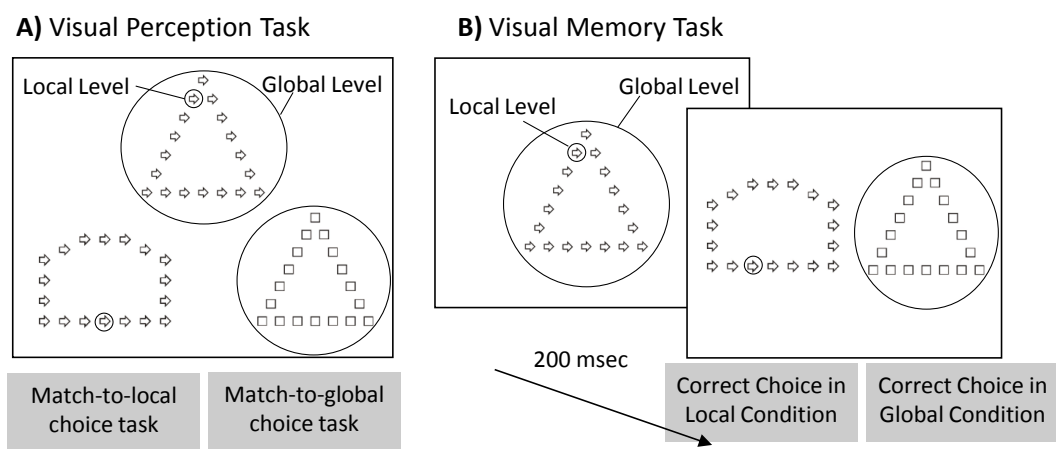 A) Visual Perception Task
Local Level
Global Level
Match-to-local
choice task
Match-to-global
choice task
B) Visual Memory Task
Global Level
Local Level
200 msec
Correct Choice in
Local Condition
Correct Choice in
Global Condition